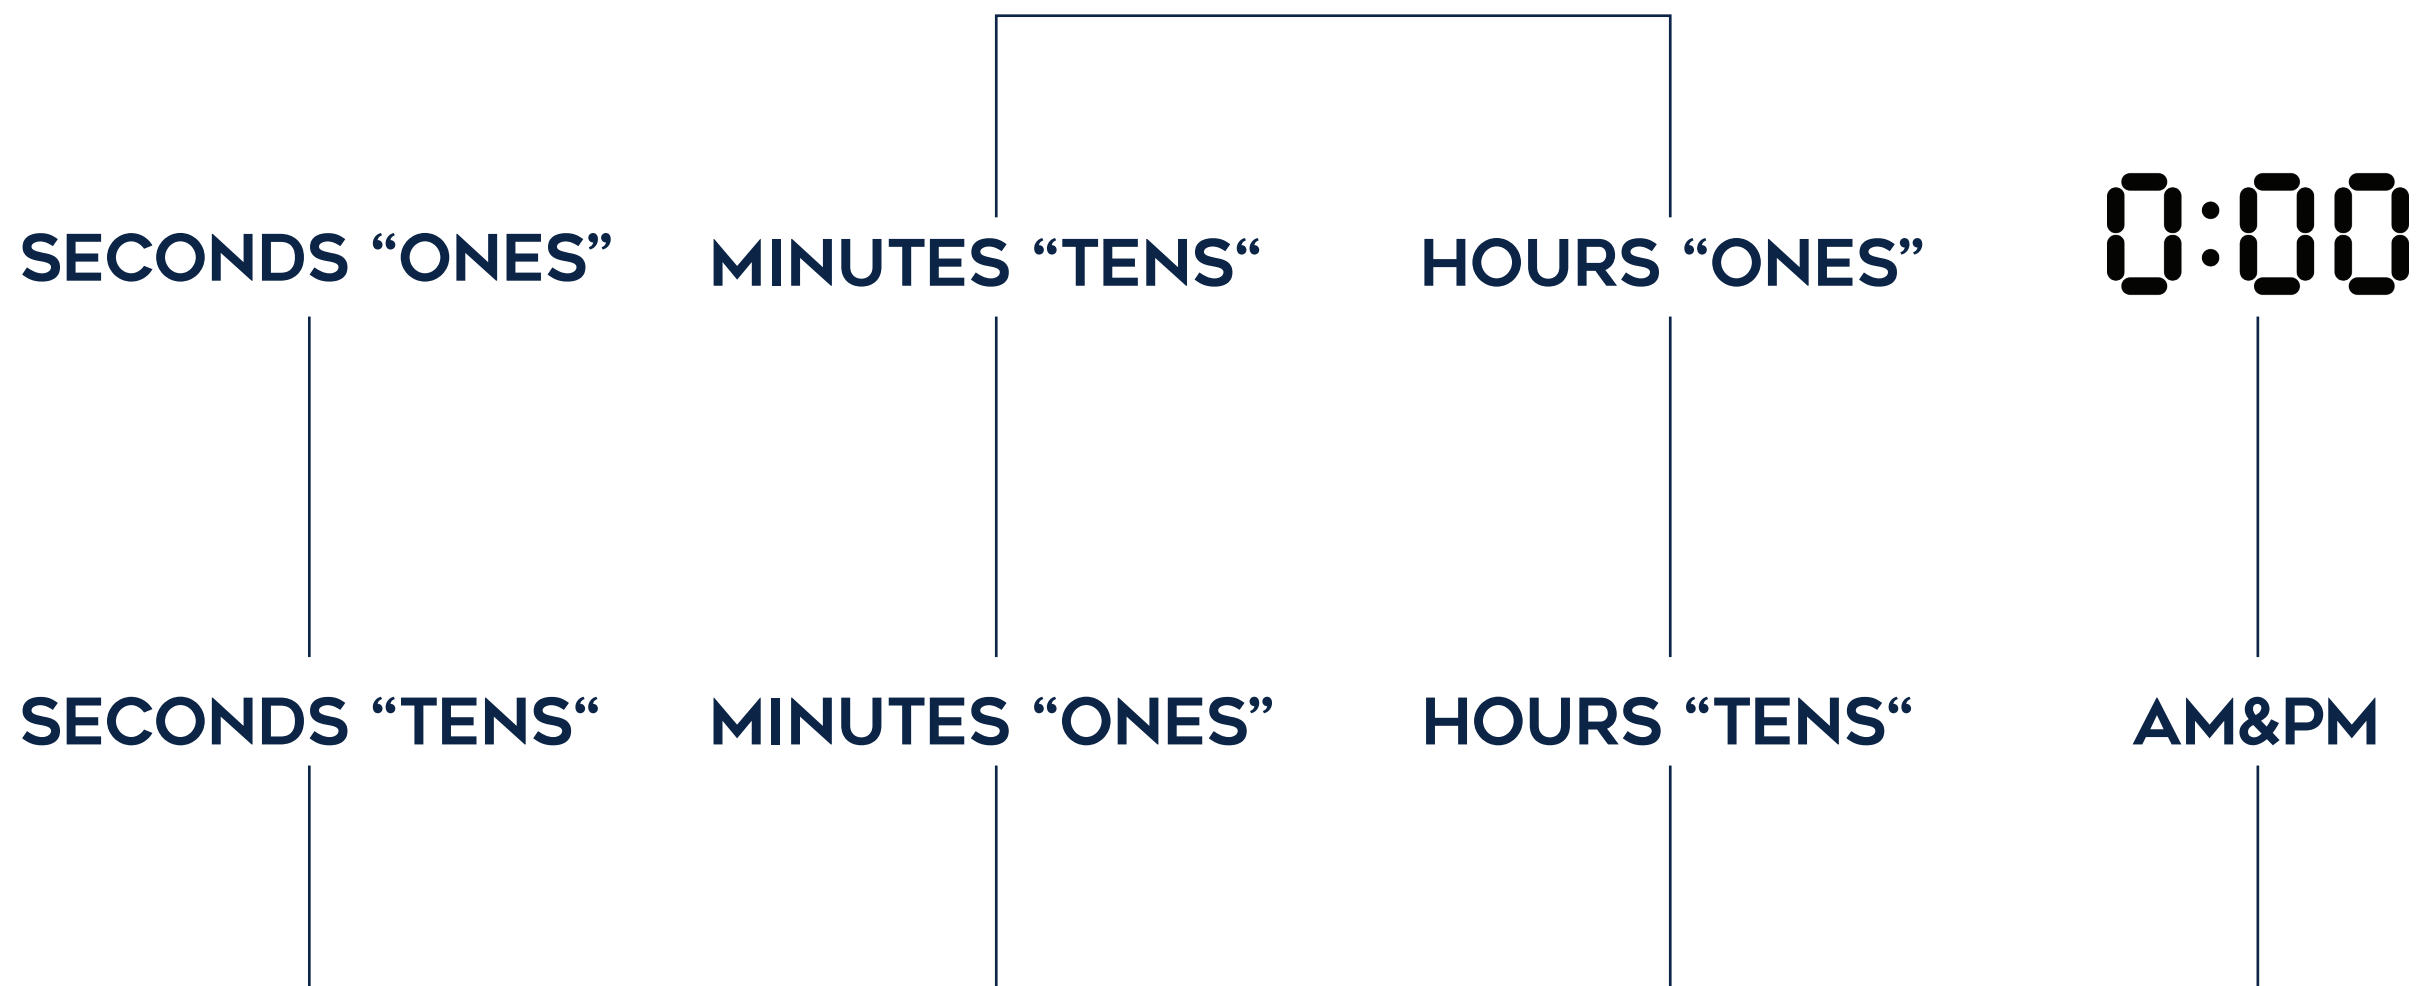 SECONDS “ONES”
MINUTES “TENS“
HOURS “ONES”
0:00
SECONDS “TENS“
MINUTES “ONES”
HOURS “TENS“
AM&PM